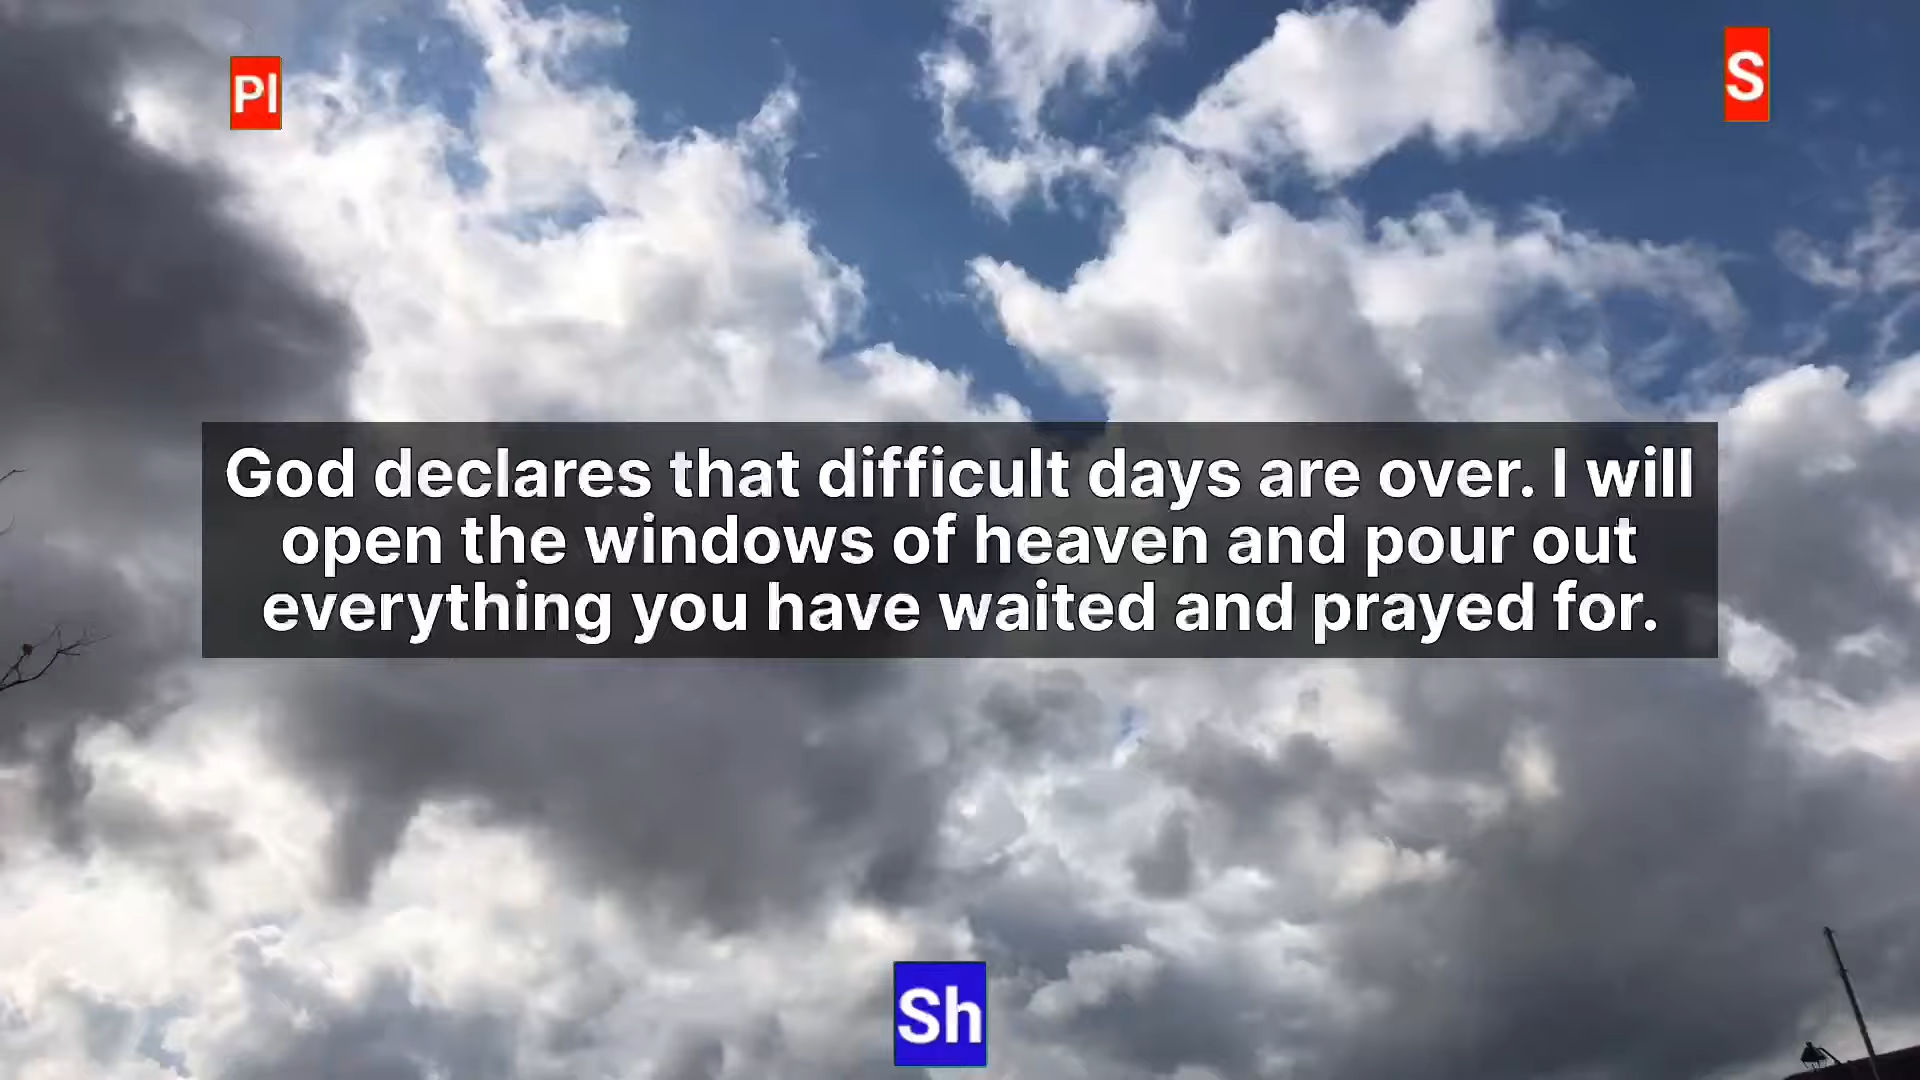 Pl
S
God declares that difficult days are over. I will
open the windows of heaven and pour out
everything you have waited and prayed for.
Sh